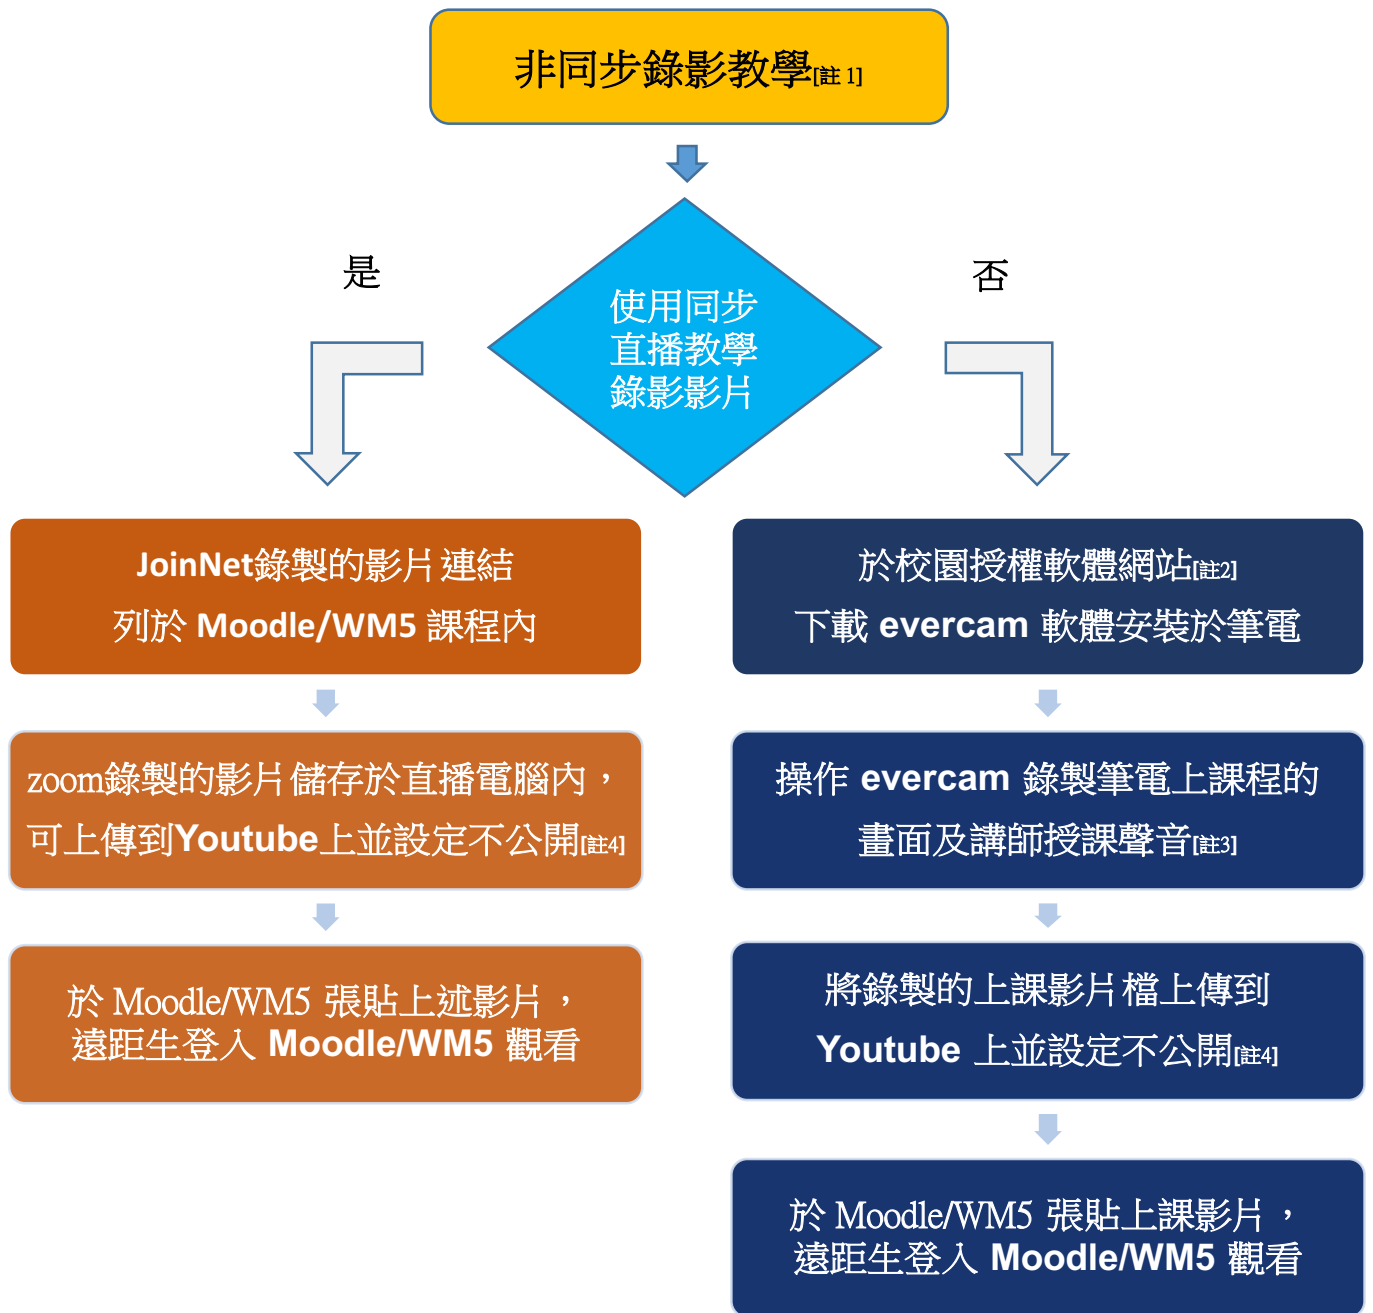 非同步錄影教學[註 1]
是
否
使用同步
直播教學
錄影影片
JoinNet錄製的影片連結
列於 Moodle/WM5 課程內
zoom錄製的影片儲存於直播電腦內，
可上傳到Youtube上並設定不公開[註4]
於 Moodle/WM5 張貼上述影片，
遠距生登入 Moodle/WM5 觀看
於校園授權軟體網站[註2]
下載 evercam 軟體安裝於筆電
操作 evercam 錄製筆電上課程的
畫面及講師授課聲音[註3]
將錄製的上課影片檔上傳到
Youtube 上並設定不公開[註4]
於 Moodle/WM5 張貼上課影片，
遠距生登入 Moodle/WM5 觀看